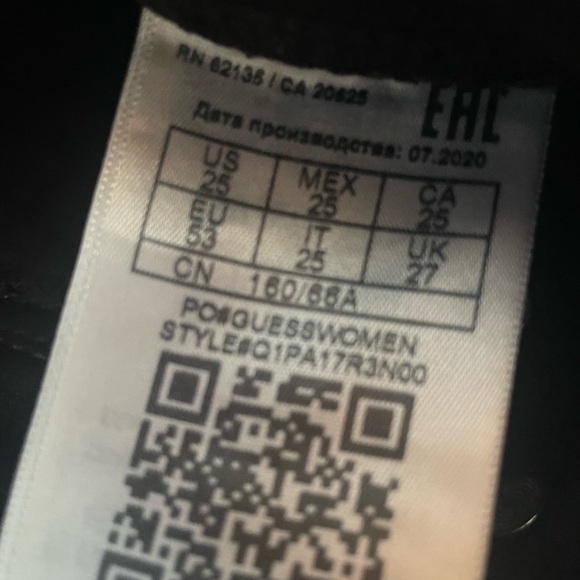 RN 62136 / CA 20625
EAC
Дата производства: 07.2020
US MEX CA
25 25 25
EU IT UK
53 25 27
CN 160/66A
PO#GUESSWOMEN
STYLE#Q1PA17R3N00